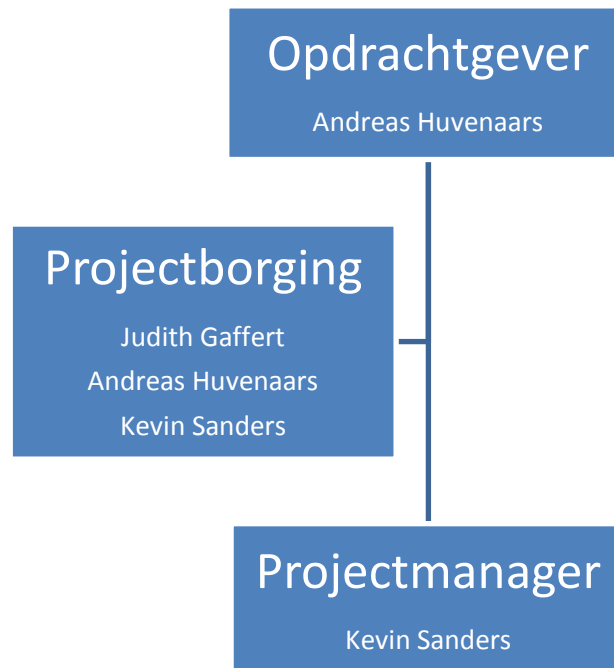 Opdrachtgever
Andreas Huvenaars
Projectborging
Judith Gaffert
Andreas Huvenaars
Kevin Sanders
Projectmanager
Kevin Sanders